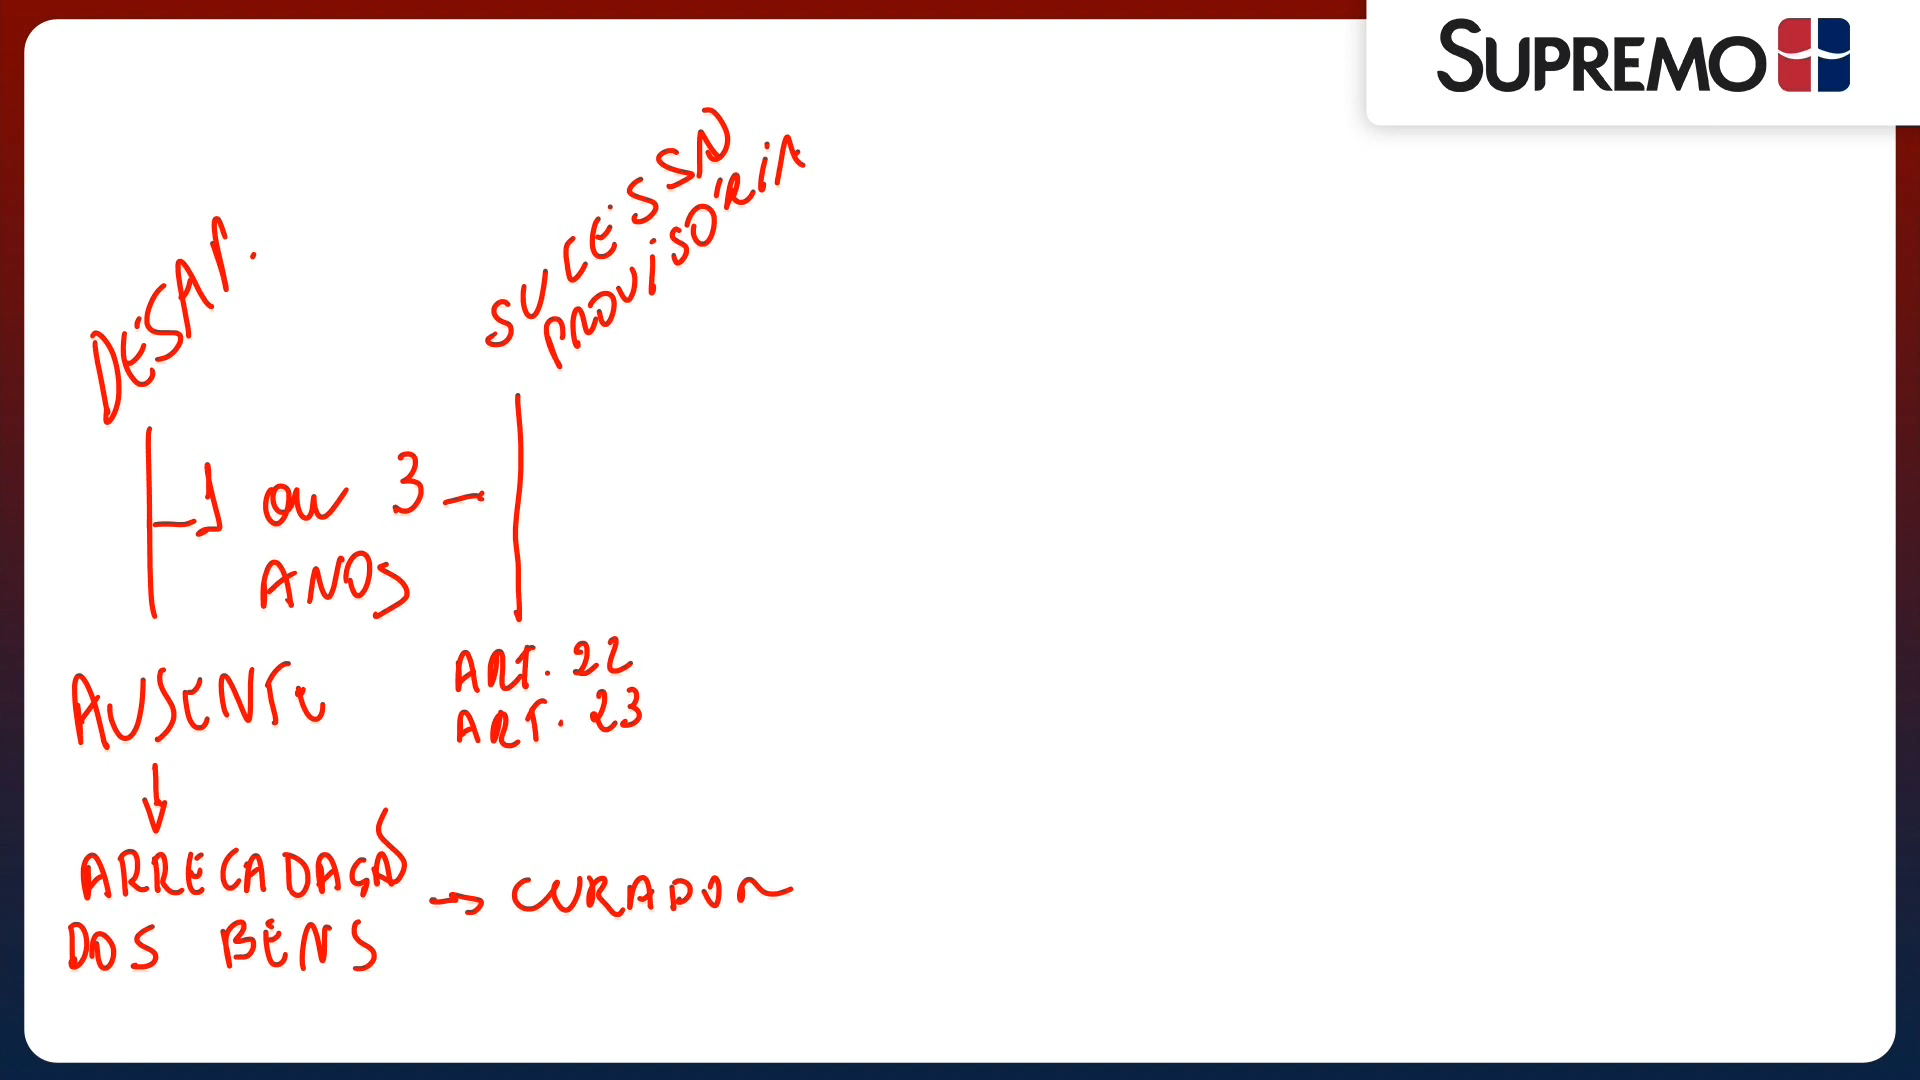 SUPREMO
DESAP.
SUCESSÃO
PROVISÓRIA
1 ou 3
ANOS
AUSENTE
ART. 22
ART. 23
ARRECADAÇÃO
DOS BENS
→ CURADOR